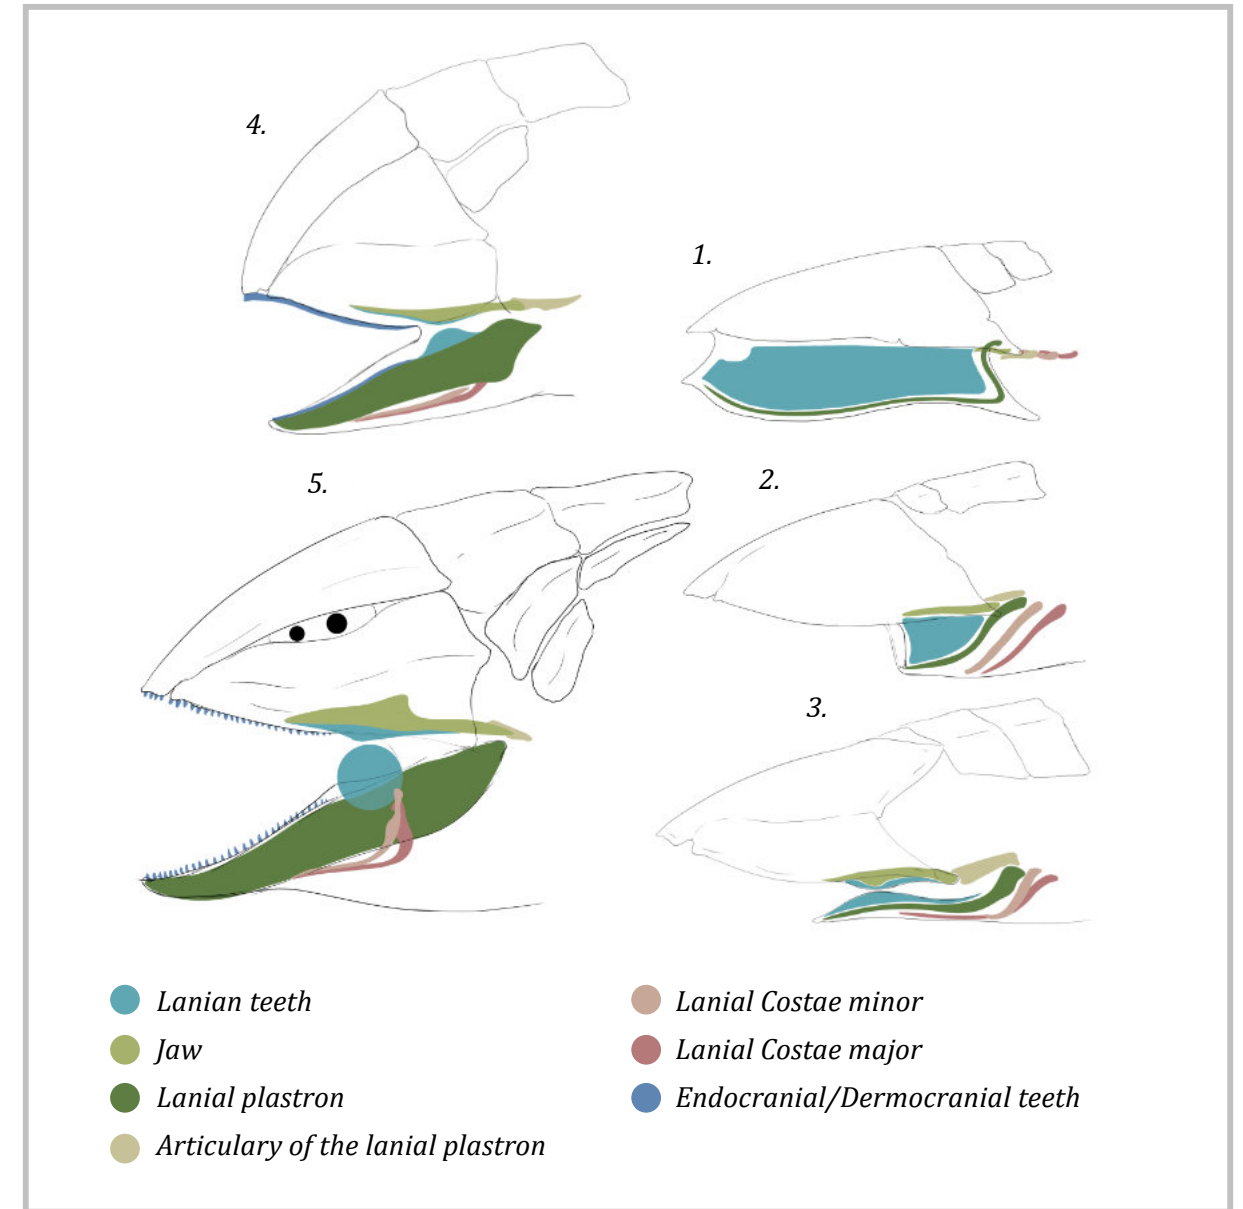 4.
1.
5.
2.
3.
Lanian teeth
Jaw
Lanial plastron
Articulary of the lanial plastron
Lanial Costae minor
Lanial Costae major
Endocranial/Dermocranial teeth